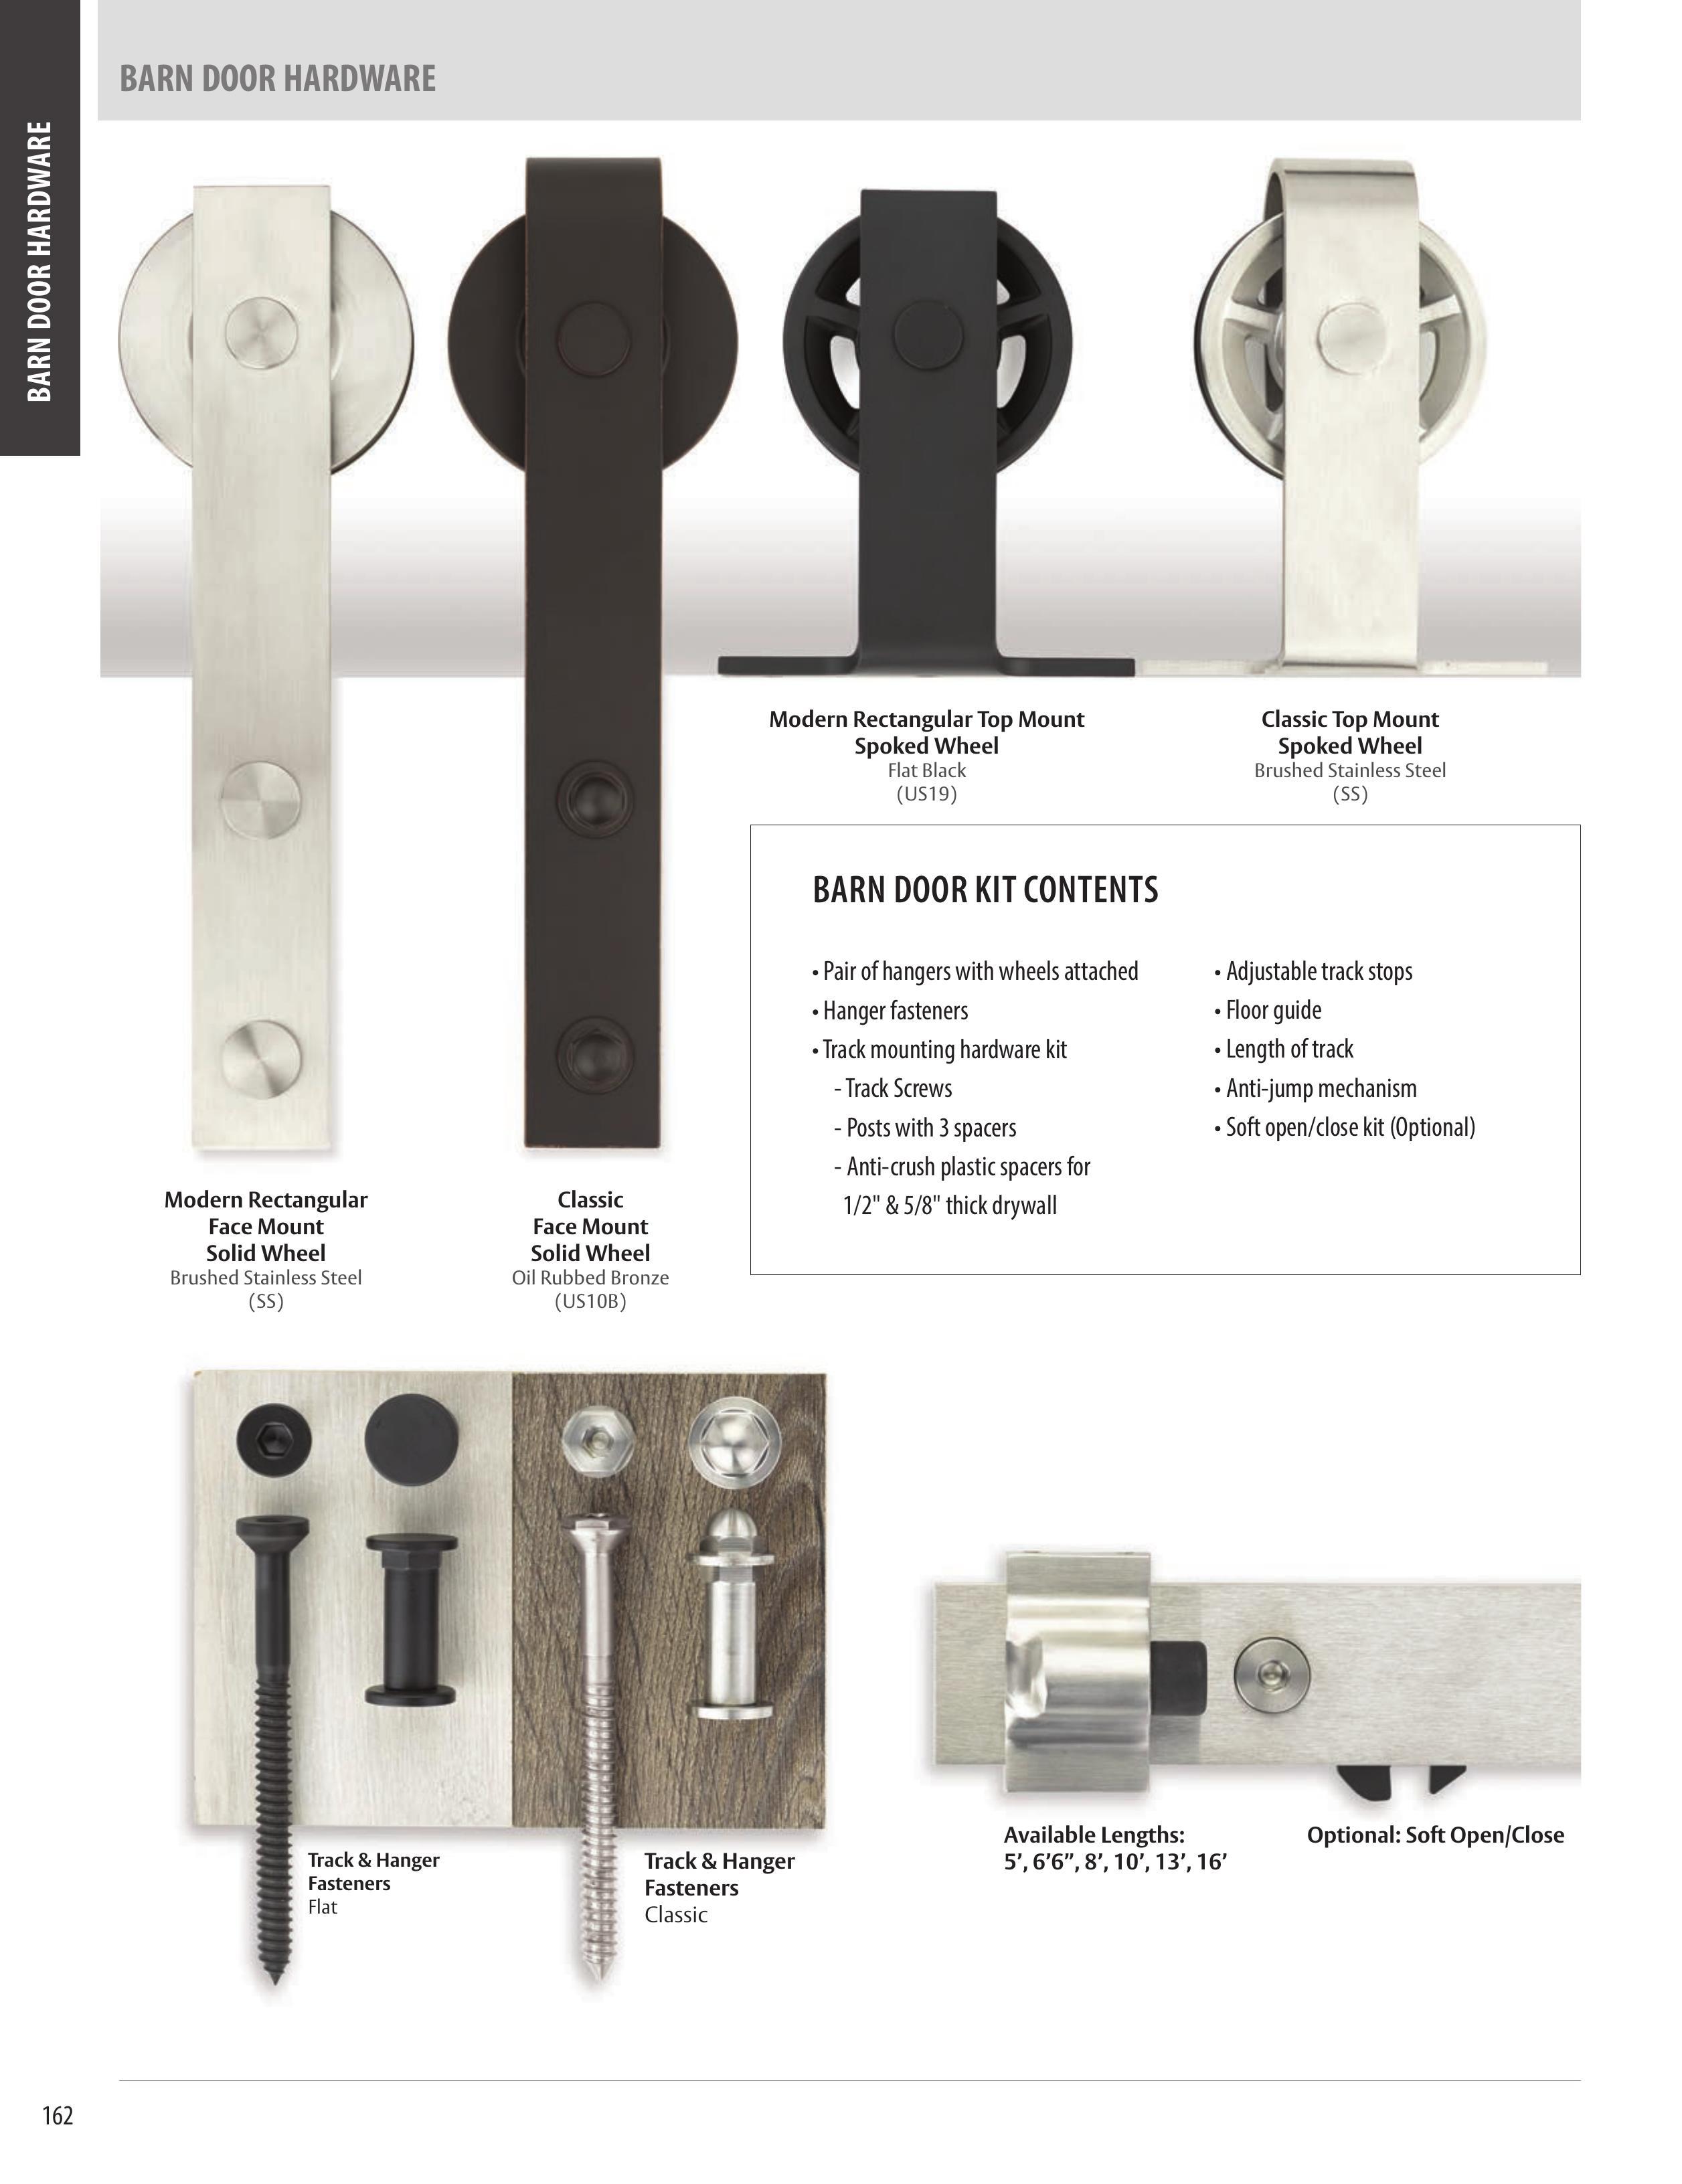 BARN DOOR HARDWARE
BARN DOOR HARDWARE
Modern Rectangular Top Mount
Spoked Wheel
Flat Black
(US19)
Classic Top Mount
Spoked Wheel
Brushed Stainless Steel
(SS)
BARN DOOR KIT CONTENTS
• Pair of hangers with wheels attached
• Hanger fasteners
• Track mounting hardware kit
- Track Screws
- Posts with 3 spacers
- Anti-crush plastic spacers for
1/2" & 5/8" thick drywall
• Adjustable track stops
• Floor guide
• Length of track
• Anti-jump mechanism
• Soft open/close kit (Optional)
Modern Rectangular
Face Mount
Solid Wheel
Brushed Stainless Steel
(SS)
Classic
Face Mount
Solid Wheel
Oil Rubbed Bronze
(US10B)
Track & Hanger
Fasteners
Flat
Track & Hanger
Fasteners
Classic
Available Lengths:
5’, 6’6”, 8’, 10’, 13’, 16’
Optional: Soft Open/Close
162